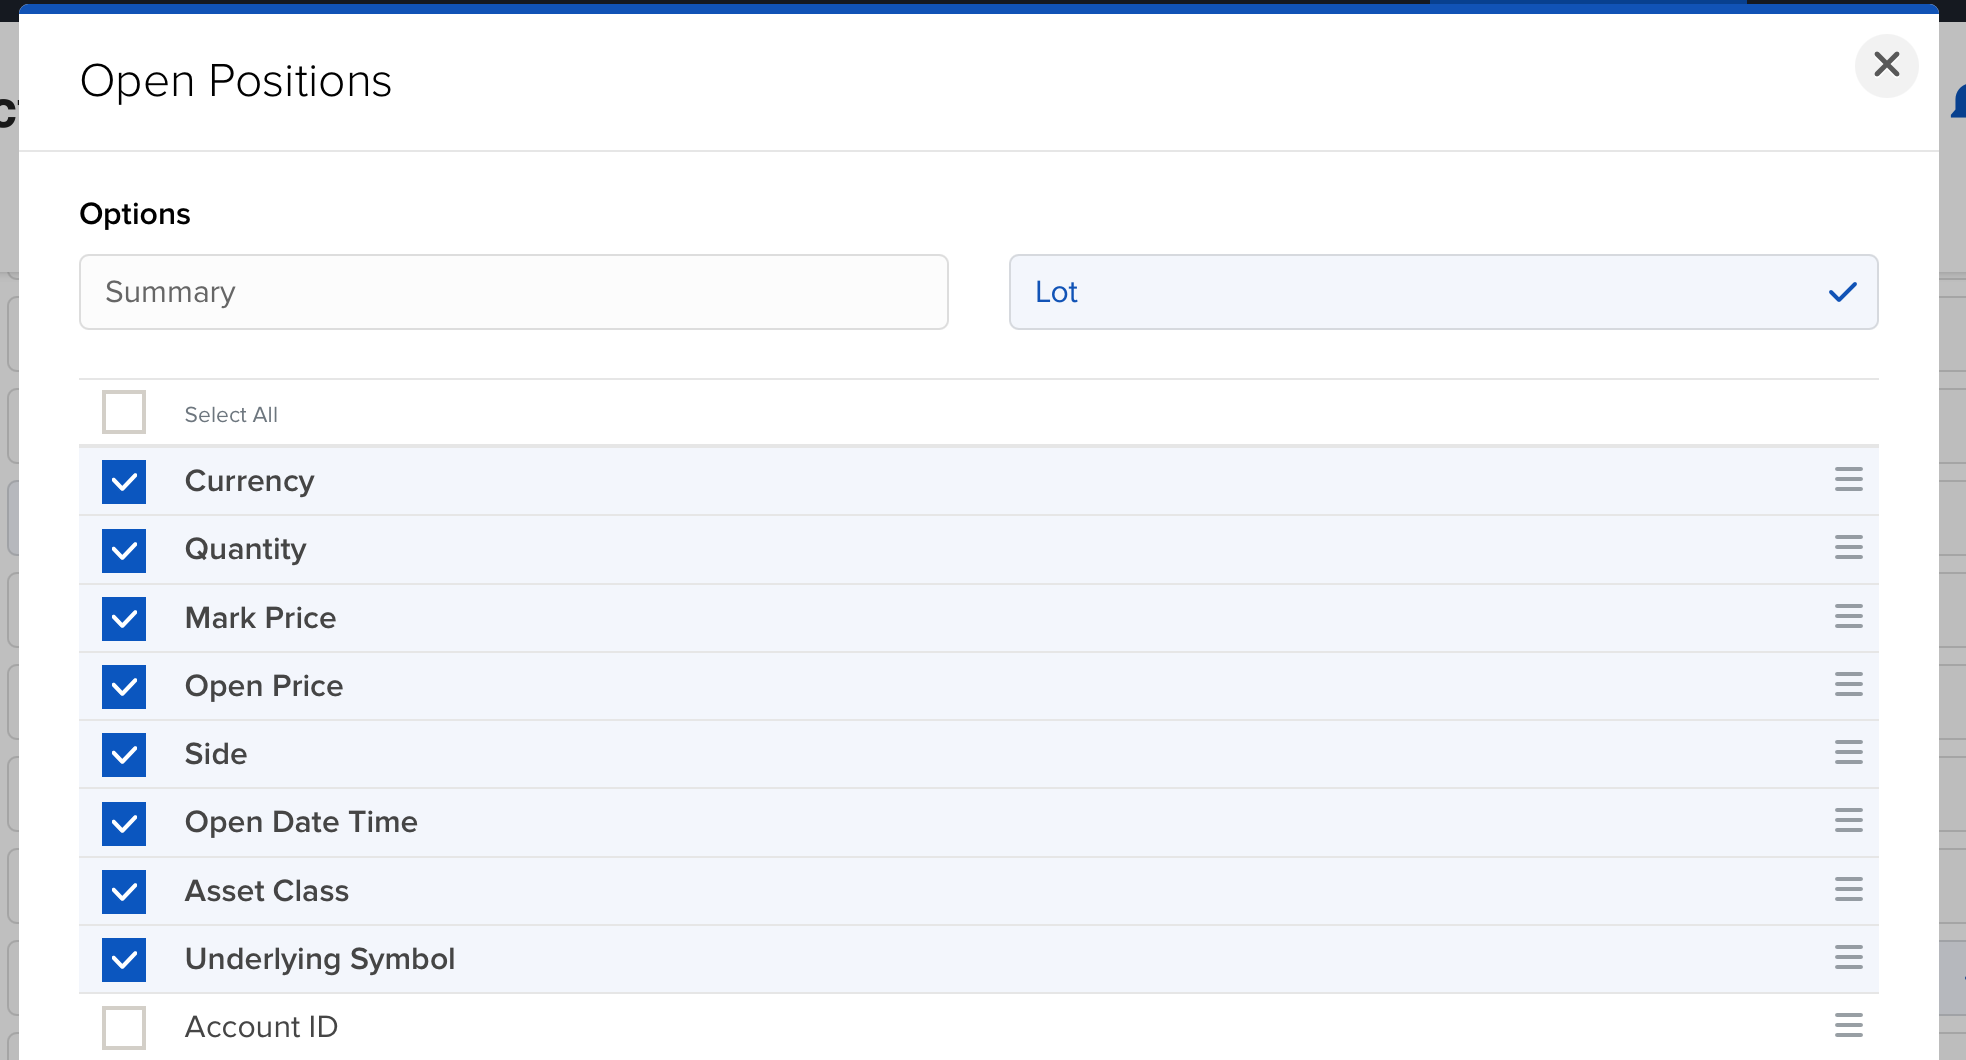 Open Positions
Options
Summary
Lot
Select All
Currency
Quantity
Mark Price
Open Price
Side
Open Date Time
Asset Class
Underlying Symbol
Account ID